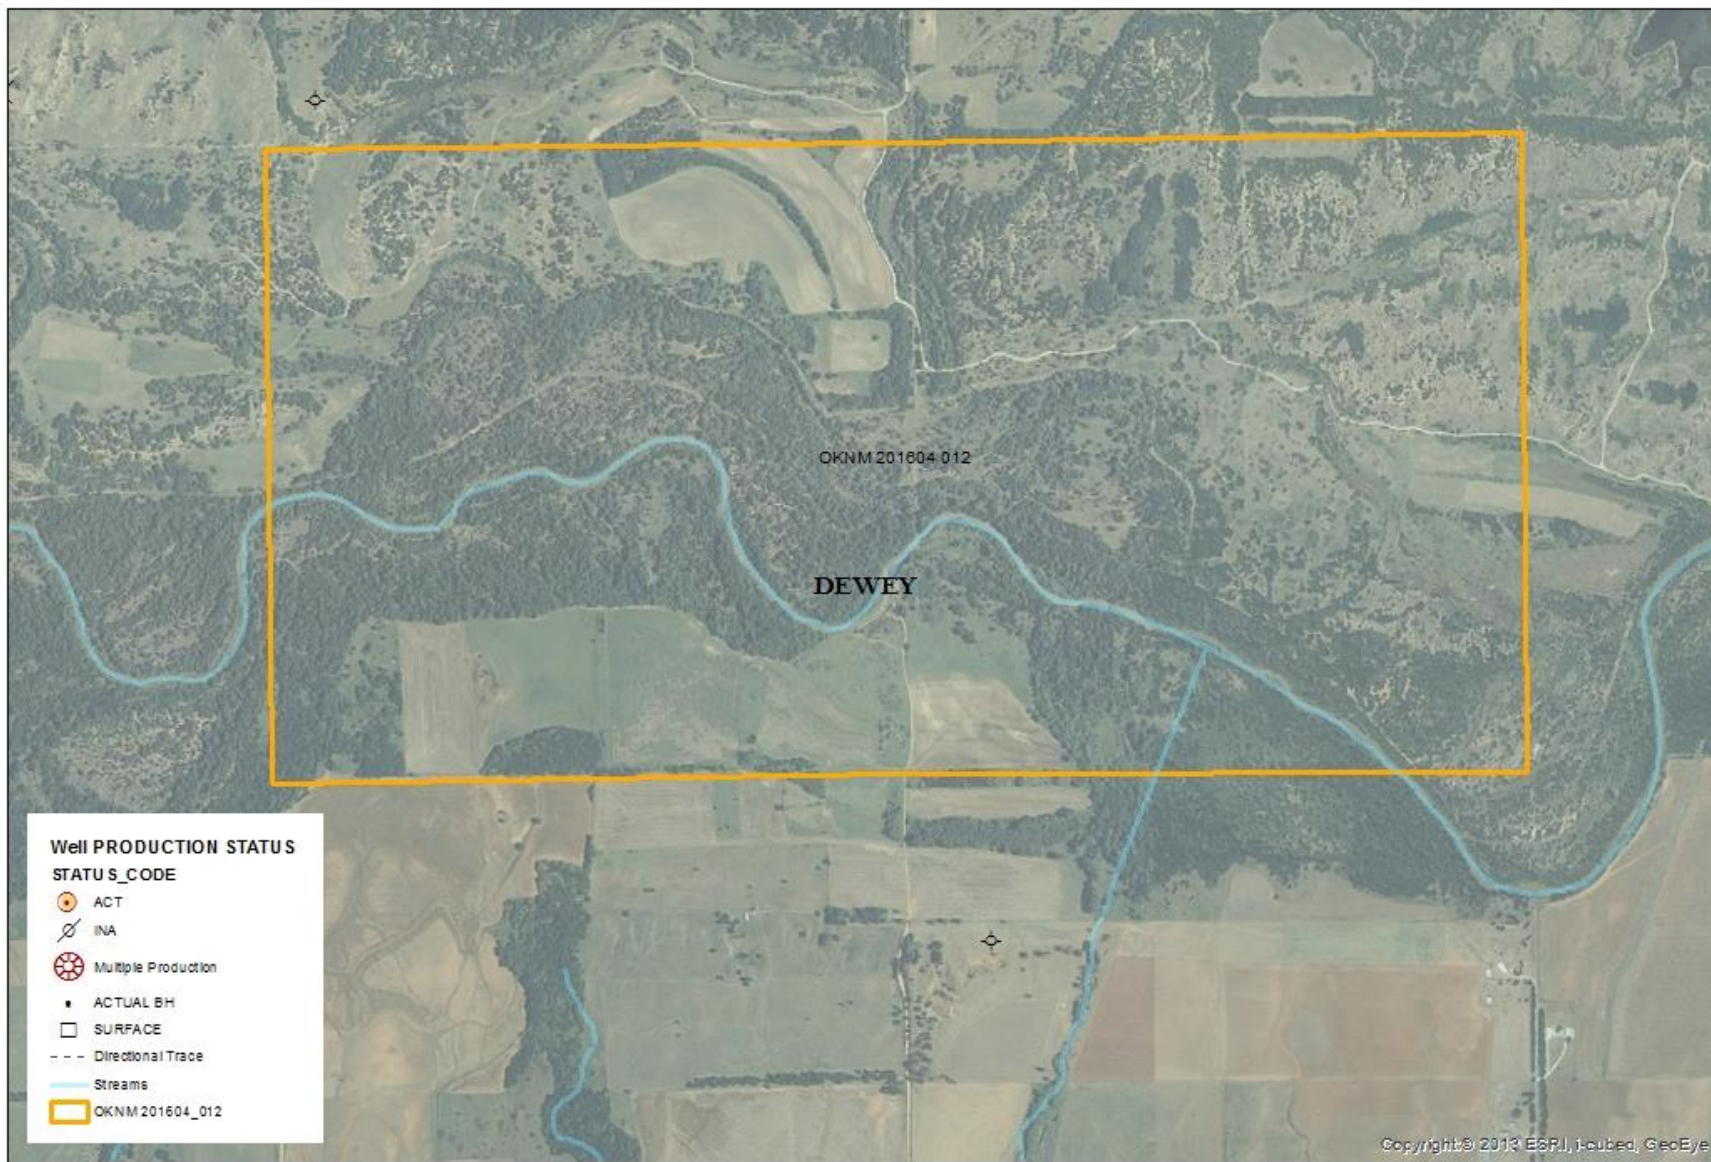 OKNM 201604 012
DEWEY
Well PRODUCTION STATUS
STATUS_CODE
ACT
INA
Multiple Production
ACTUAL BH
SURFACE
Directional Trace
Streams
OKNM 201604_012
Copyright:© 2013 ESRI, i-cubed, GeoEye